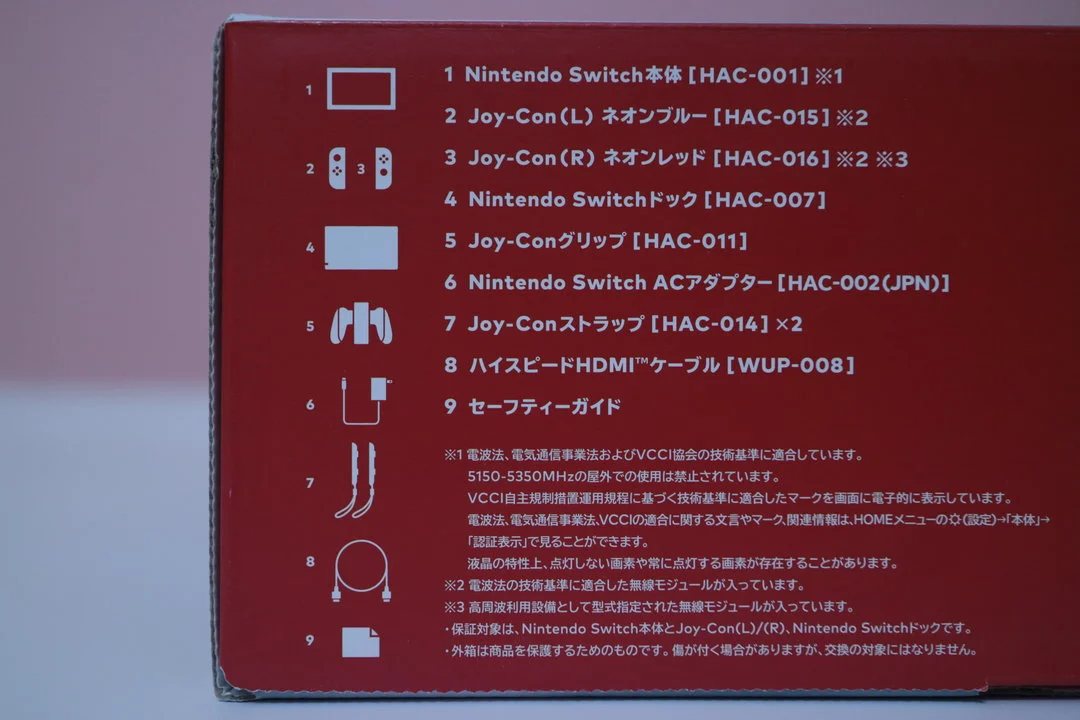 1 Nintendo Switch本体[HAC-001]※1
2 Joy-Con(L) ネオンブルー[HAC-015]※2
3 Joy-Con(R) ネオンレッド[HAC-016]※2 ※3
4 Nintendo Switchドック[HAC-007]
5 Joy-Conグリップ[HAC-011]
6 Nintendo Switch ACアダプター[HAC-002(JPN)]
7 Joy-Conストラップ[HAC-014]×2
8 ハイスピードHDMI™ケーブル[WUP-008]
9 セーフティーガイド
※1 電波法、電気通信事業法およびVCCI協会の技術基準に適合しています。
5150-5350MHzの屋外での使用は禁止されています。
VCCI自主規制措置運用規程に基づく技術基準に適合したマークを画面に電子的に表示しています。
電波法、電気通信事業法、VCCIの適合に関する文言やマーク、関連情報は、HOMEメニューの(設定)→「本体」→
「認証表示」で見ることができます。
液晶の特性上、点灯しない画素や常に点灯する画素が存在することがあります。
※2 電波法の技術基準に適合した無線モジュールが入っています。
※3 高周波利用設備として型式指定された無線モジュールが入っています。
・保証対象は、Nintendo Switch本体とJoy-Con(L)/(R)、Nintendo Switchドックです。
・外箱は商品を保護するためのものです。傷が付く場合がありますが、交換の対象にはなりません。
1
2 3
4
5
6
7
8
9